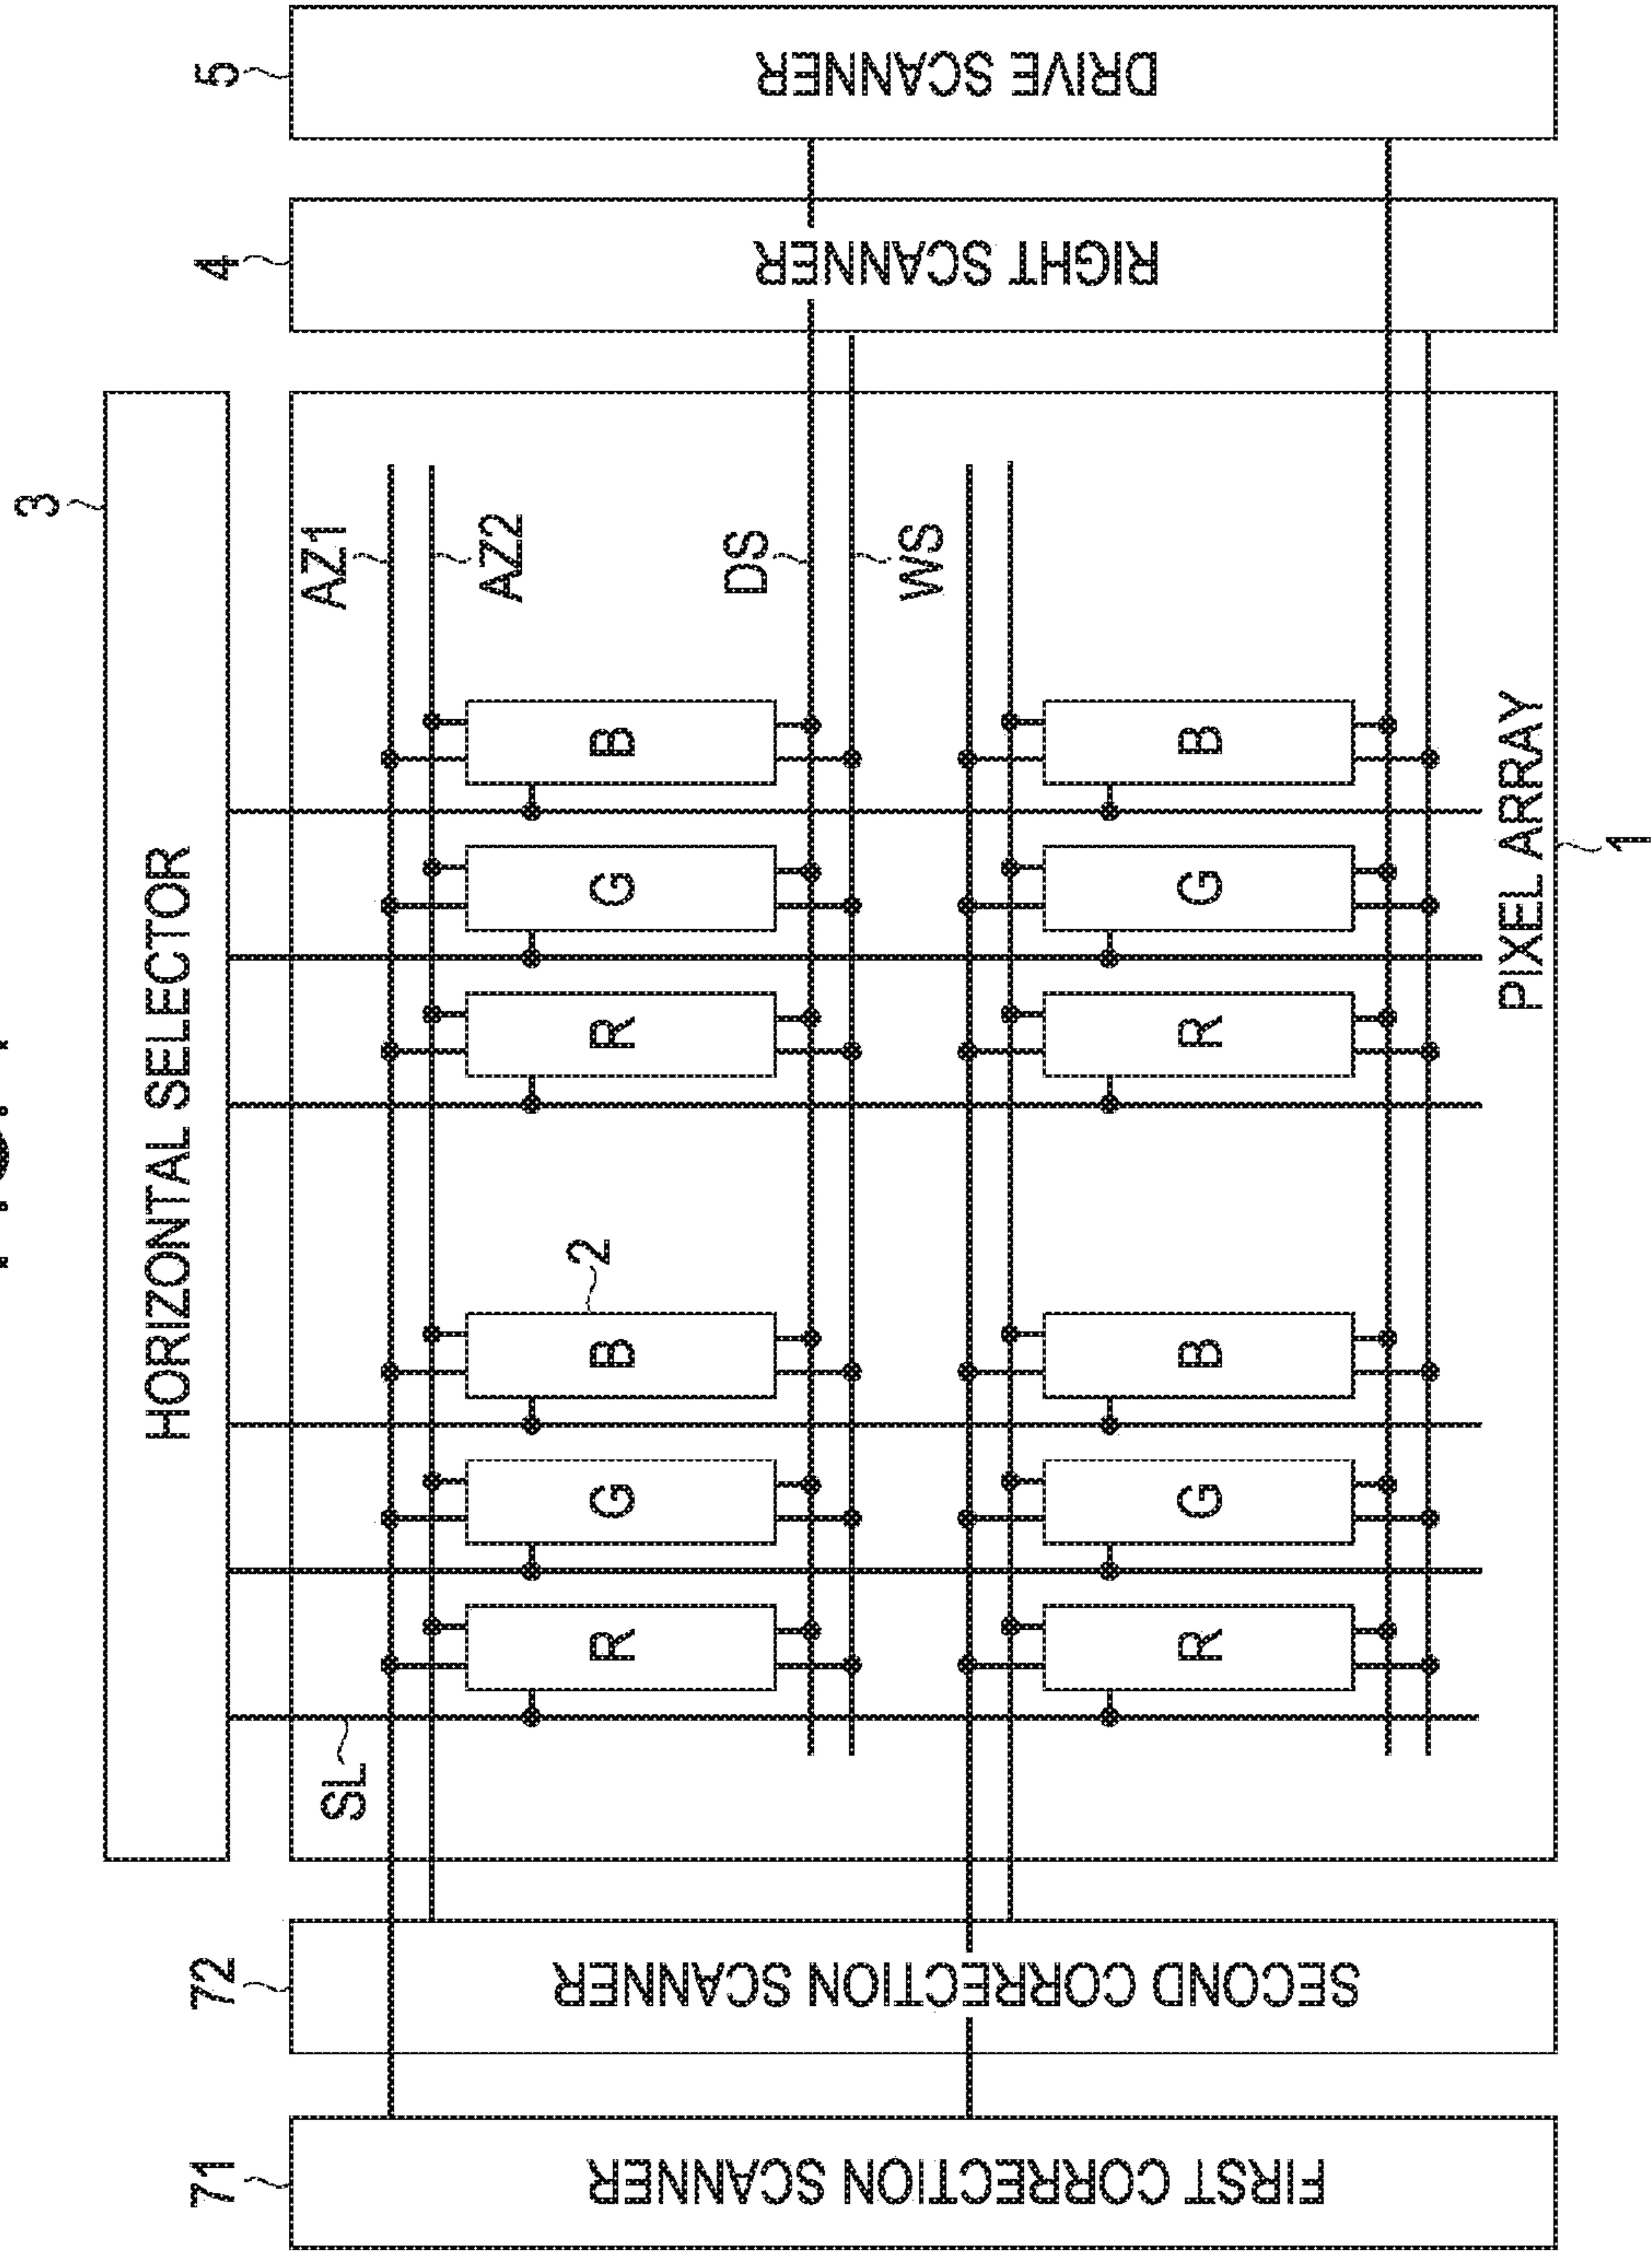 3
HORIZONTAL SELECTOR
71
72
4
5
FIRST CORRECTION SCANNER
SECOND CORRECTION SCANNER
RIGHT SCANNER
DRIVE SCANNER
SL
AZ1
AZ2
2
R
G
B
R
G
B
DS
WS
R
G
B
R
G
B
PIXEL ARRAY
1